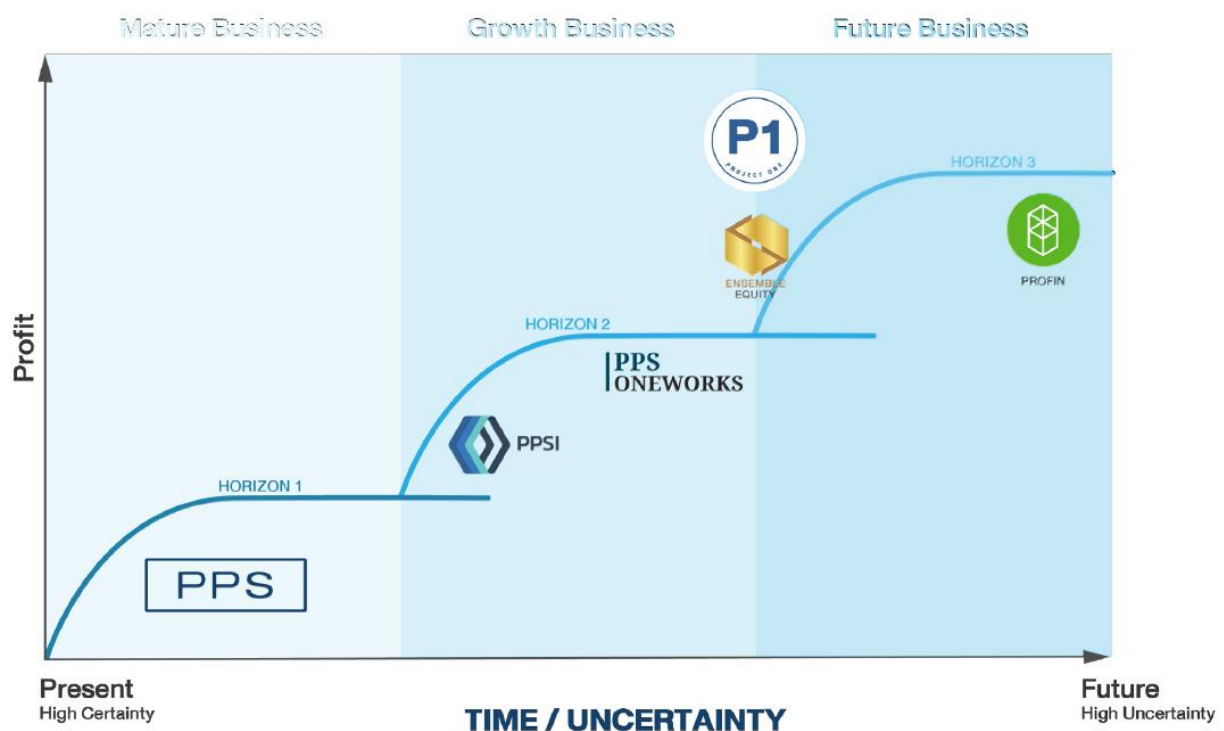 Mature Business
Growth Business
Future Business
P1
PROJECT ONE
HORIZON 3
ENSEMBLE
EQUITY
PROFIN
HORIZON 2
PPS
ONEWORKS
Profit
PPSI
HORIZON 1
PPS
Present
High Certainty
TIME / UNCERTAINTY
Future
High Uncertainty